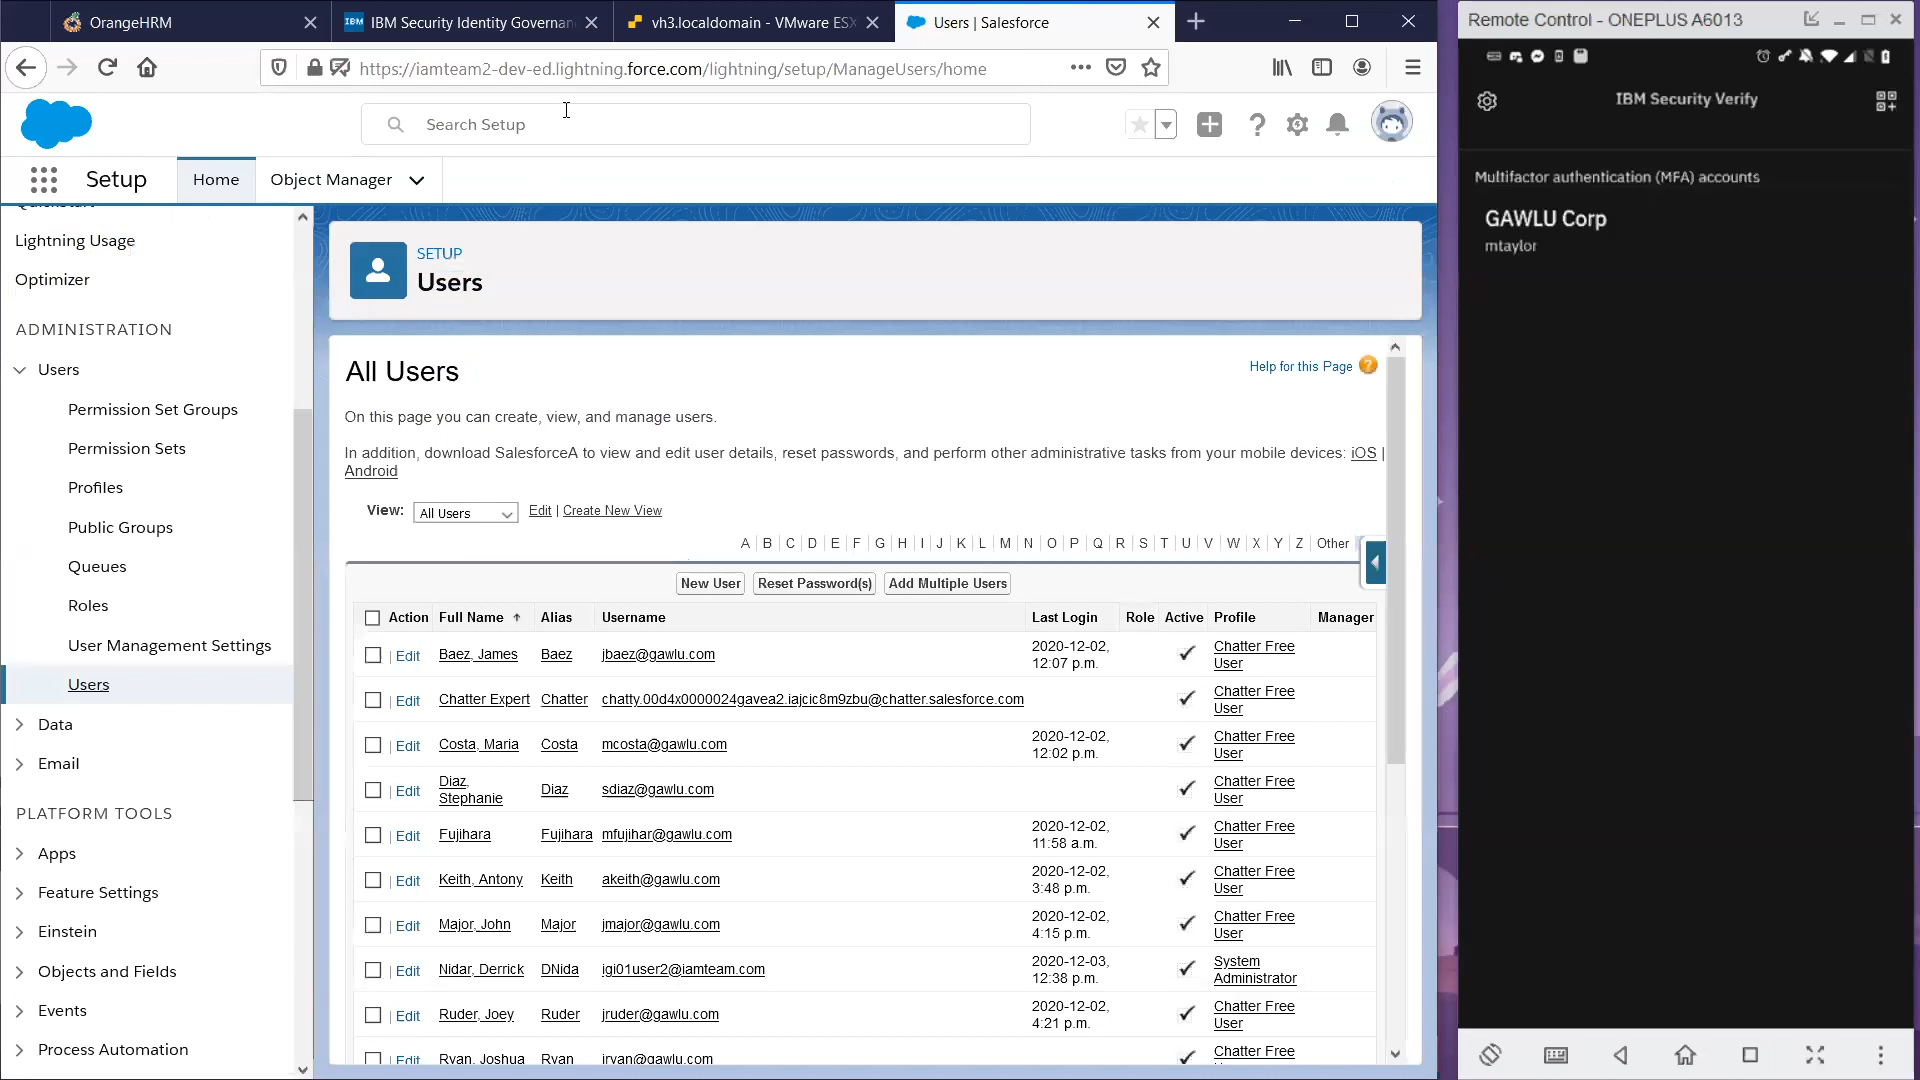 OrangeHRM
IBM
IBM Security Identity Governan
vh3.localdomain - VMware ESX
Users | Salesforce
Remote Control - ONEPLUS A6013
https://iamteam2-dev-ed.lightning.force.com/lightning/setup/ManageUsers/home
Search Setup
IBM Security Verify
Setup
Home
Object Manager
Multifactor authentication (MFA) accounts
GAWLU Corp
mtaylor
Lightning Usage
Optimizer
ADMINISTRATION
Users
Permission Set Groups
Permission Sets
Profiles
Public Groups
Queues
Roles
User Management Settings
Users
Data
Email
PLATFORM TOOLS
Apps
Feature Settings
Einstein
Objects and Fields
Events
Process Automation
SETUP
Users
All Users
Help for this Page ?
On this page you can create, view, and manage users.
In addition, download SalesforceA to view and edit user details, reset passwords, and perform other administrative tasks from your mobile devices: iOS |
Android
View: All Users Edit | Create New View
A | B | C | D | E | F | G | H | I | J | K | L | M | N | O | P | Q | R | S | T | U | V | W | X | Y | Z | Other
New User Reset Password(s) Add Multiple Users
Action Full Name Alias Username Last Login Role Active Profile Manager
| Edit Baez, James Baez jbaez@gawlu.com 2020-12-02, 12:07 p.m. Chatter Free User
| Edit Chatter Expert Chatter chatty.00d4x0000024gavea2.iajcic8m9zbu@chatter.salesforce.com Chatter Free User
| Edit Costa, Maria Costa mcosta@gawlu.com 2020-12-02, 12:02 p.m. Chatter Free User
| Edit Diaz, Stephanie Diaz sdiaz@gawlu.com Chatter Free User
| Edit Fujihara Fujihara mfujihar@gawlu.com 2020-12-02, 11:58 a.m. Chatter Free User
| Edit Keith, Antony Keith akeith@gawlu.com 2020-12-02, 3:48 p.m. Chatter Free User
| Edit Major, John Major jmajor@gawlu.com 2020-12-02, 4:15 p.m. Chatter Free User
| Edit Nidar, Derrick DNida igi01user2@iamteam.com 2020-12-03, 12:38 p.m. System Administrator
| Edit Ruder, Joey Ruder jruder@gawlu.com 2020-12-02, 4:21 p.m. Chatter Free User
| Edit Ryan, Joshua Ryan jryan@gawlu.com Chatter Free